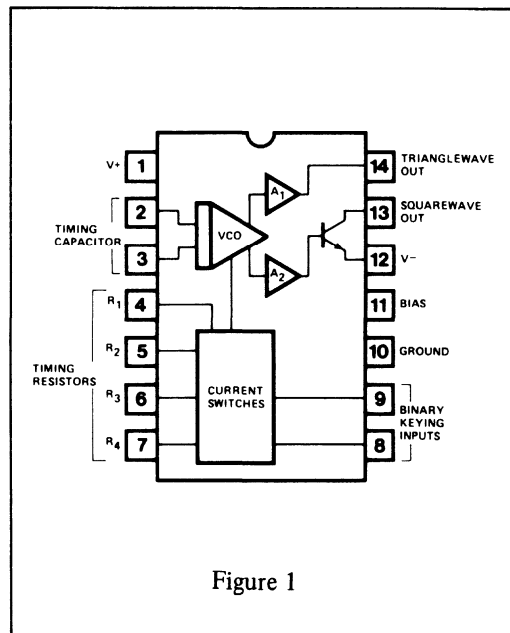 V+ 1
2
TIMING
CAPACITOR
3
R1 4
R2 5
TIMING
RESISTORS
R3 6
R4 7
VCO
A1
A2
CURRENT
SWITCHES
14 TRIANGLEWAVE
OUT
13 SQUAREWAVE
OUT
12 V−
11 BIAS
10 GROUND
9
BINARY
KEYING
INPUTS
8
Figure 1